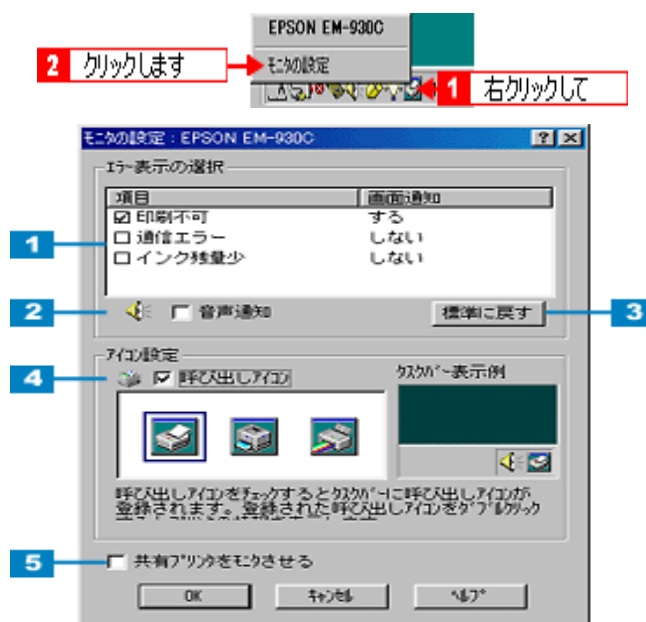 EPSON EM-930C
2 クリックします
モニタの設定
1 右クリックして
モニタの設定 : EPSON EM-930C
エラー表示の選択
項目 画面通知
印刷不可 する
1 通信エラー しない
インク残量少 しない
2 音声通知 標準に戻す 3
アイコン設定
4 呼び出しアイコン タスクバー表示例
呼び出しアイコンをチェックするとタスクバーに呼び出しアイコンが
登録されます。登録された呼び出しアイコンをダブルクリック
5 共有プリンタをモニタさせる
OK キャンセル ヘルプ